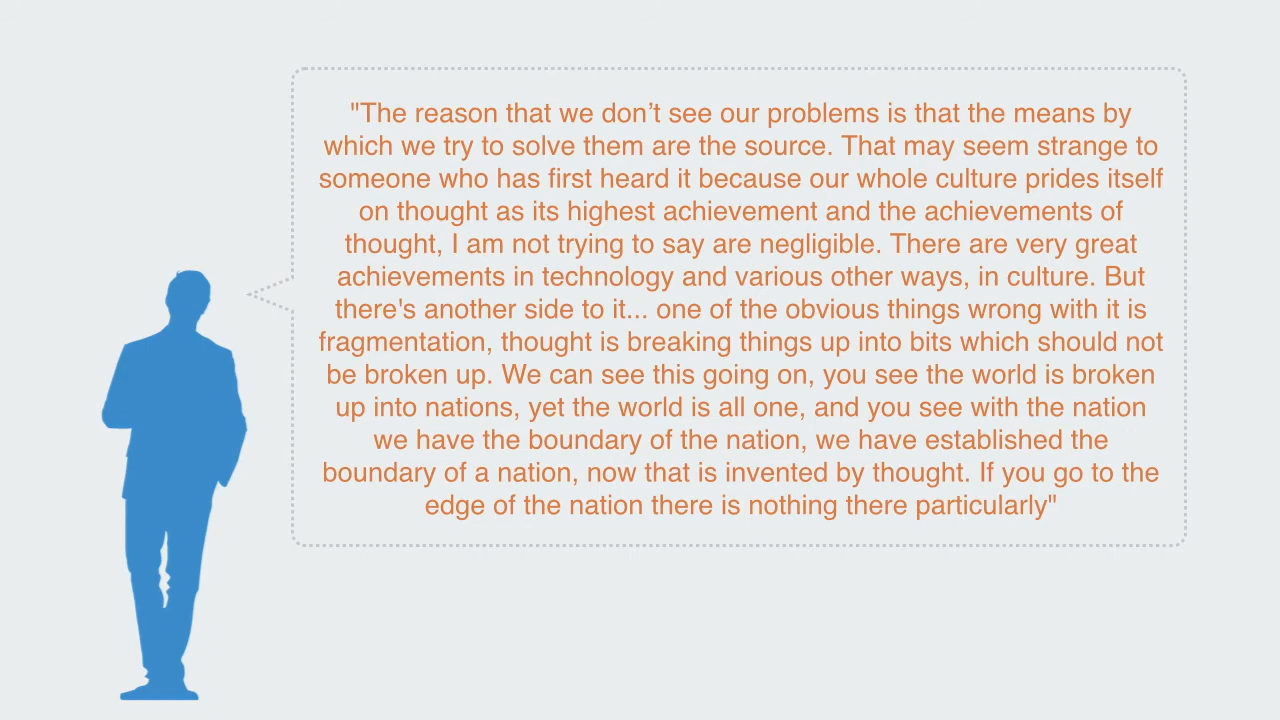 "The reason that we don’t see our problems is that the means by
which we try to solve them are the source. That may seem strange to
someone who has first heard it because our whole culture prides itself
on thought as its highest achievement and the achievements of
thought, I am not trying to say are negligible. There are very great
achievements in technology and various other ways, in culture. But
there's another side to it... one of the obvious things wrong with it is
fragmentation, thought is breaking things up into bits which should not
be broken up. We can see this going on, you see the world is broken
up into nations, yet the world is all one, and you see with the nation
we have the boundary of the nation, we have established the
boundary of a nation, now that is invented by thought. If you go to the
edge of the nation there is nothing there particularly"